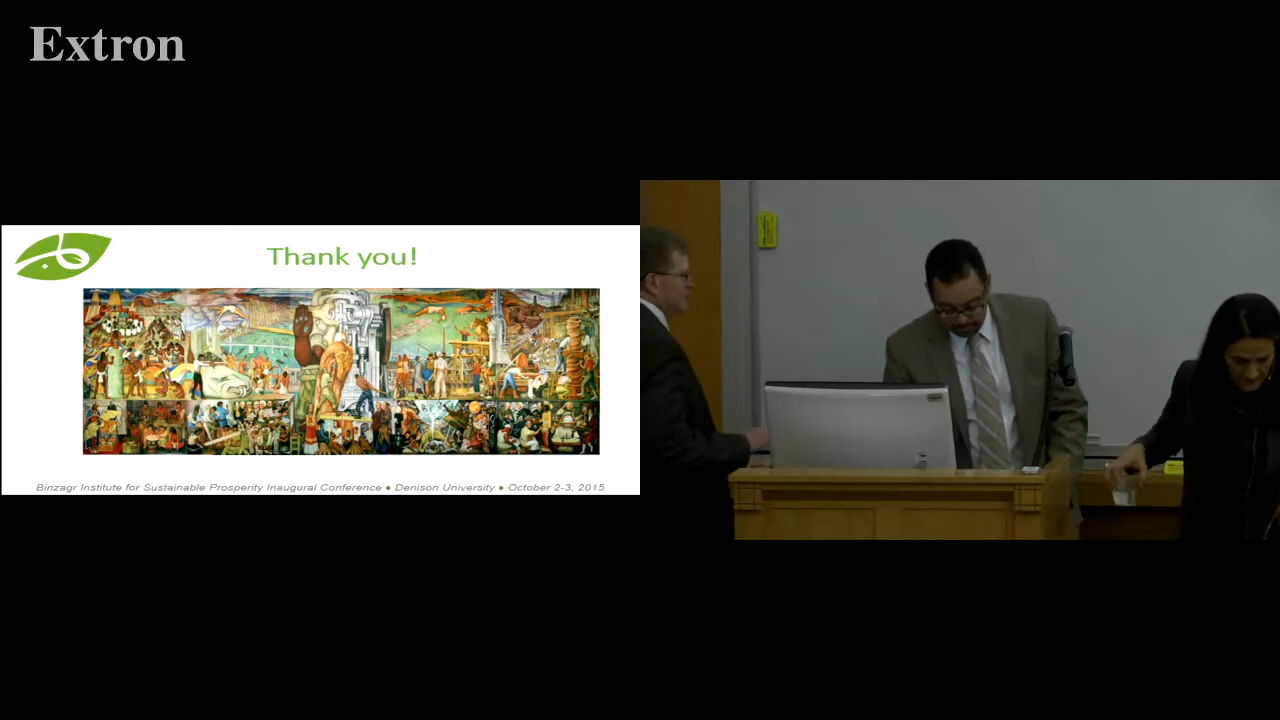 Extron
Thank you!
Binzagr Institute for Sustainable Prosperity Inaugural Conference ♦ Denison University ♦ October 2-3, 2015